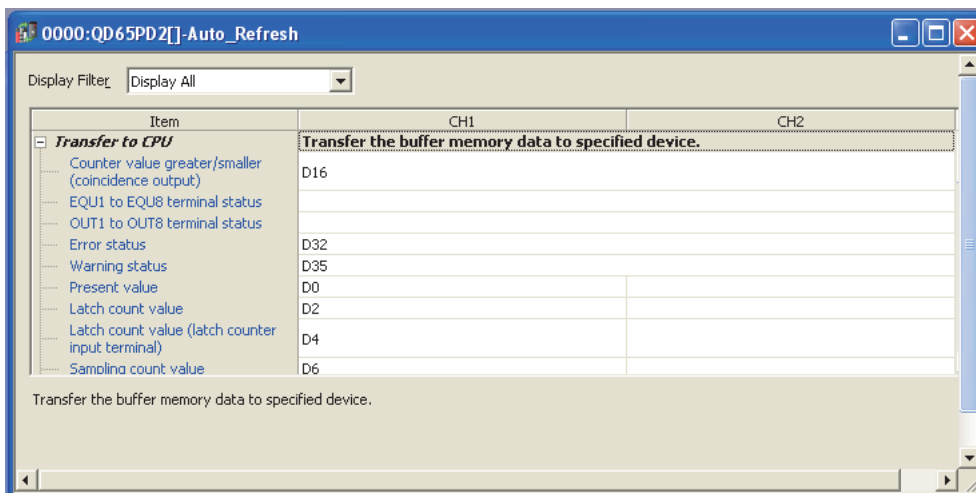 0000:QD65PD2[]-Auto_Refresh
Display Filter Display All
Item CH1 CH2
Transfer to CPU Transfer the buffer memory data to specified device.
Counter value greater/smaller
(coincidence output) D16
EQU1 to EQU8 terminal status
OUT1 to OUT8 terminal status
Error status D32
Warning status D35
Present value D0
Latch count value D2
Latch count value (latch counter
input terminal) D4
Sampling count value D6
Transfer the buffer memory data to specified device.